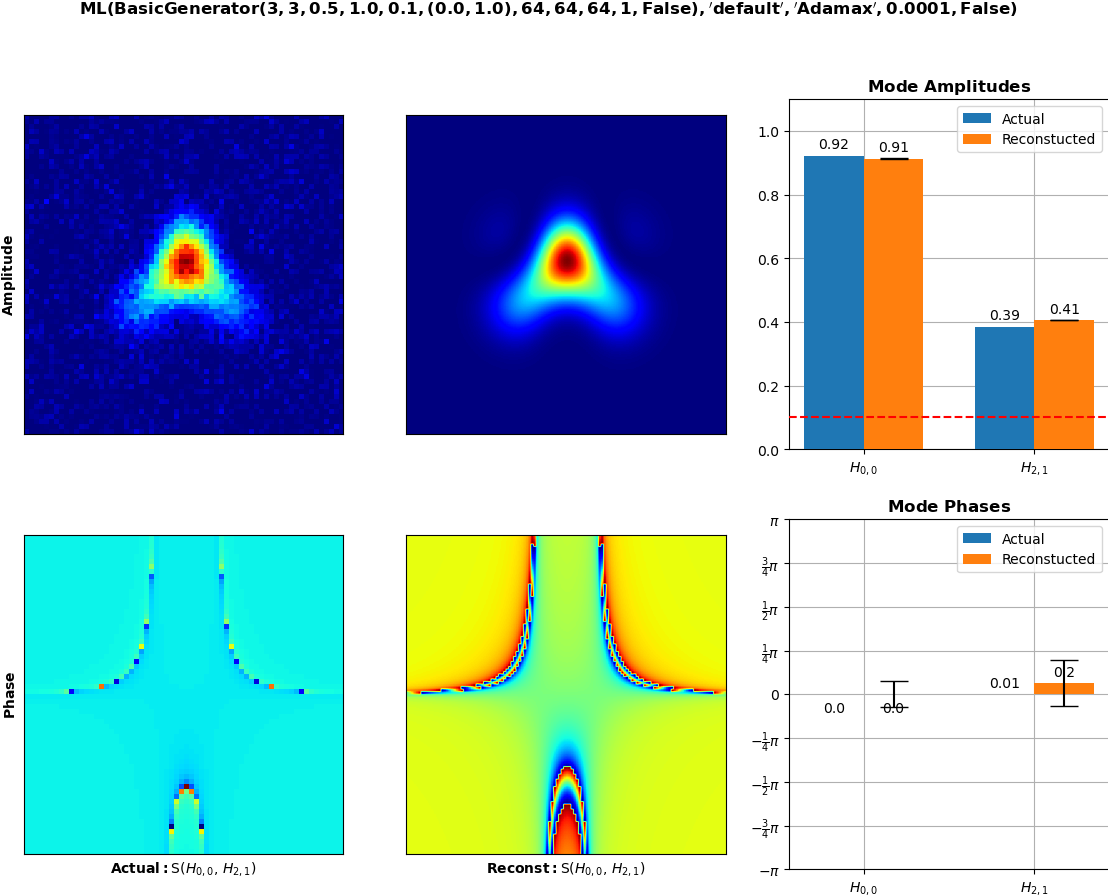 ML(BasicGenerator(3, 3, 0.5, 1.0, 0.1, (0.0, 1.0), 64, 64, 64, 1, False), ′default′, ′Adamax′, 0.0001, False)
Amplitude
Mode Amplitudes
Actual
Reconstucted
0.92
0.91
0.39
0.41
1.0
0.8
0.6
0.4
0.2
0.0
H0,0
H2,1
Phase
Actual: S(H0,0, H2,1)
Reconst: S(H0,0, H2,1)
Mode Phases
Actual
Reconstucted
π
3/4π
1/2π
1/4π
0
−1/4π
−1/2π
−3/4π
−π
0.0
0.0
0.01
0.2
H0,0
H2,1